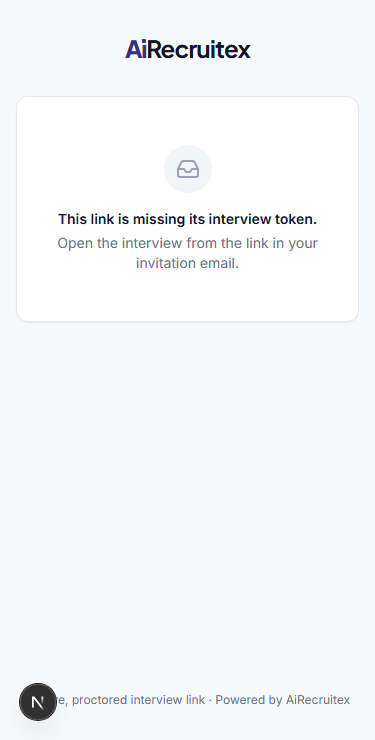 AiRecruitex
This link is missing its interview token.
Open the interview from the link in your
invitation email.
proctored interview link · Powered by AiRecruitex